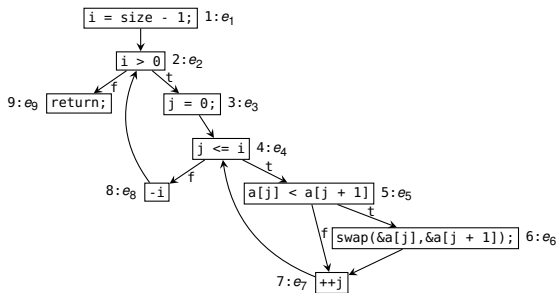 i = size - 1; 1:e₁
i > 0 2:e₂
f t
9:e₉ return; j = 0; 3:e₃
j <= i 4:e₄
f t
8:e₈ -i a[j] < a[j + 1] 5:e₅
f t
swap(&a[j],&a[j + 1]); 6:e₆
7:e₇ ++j